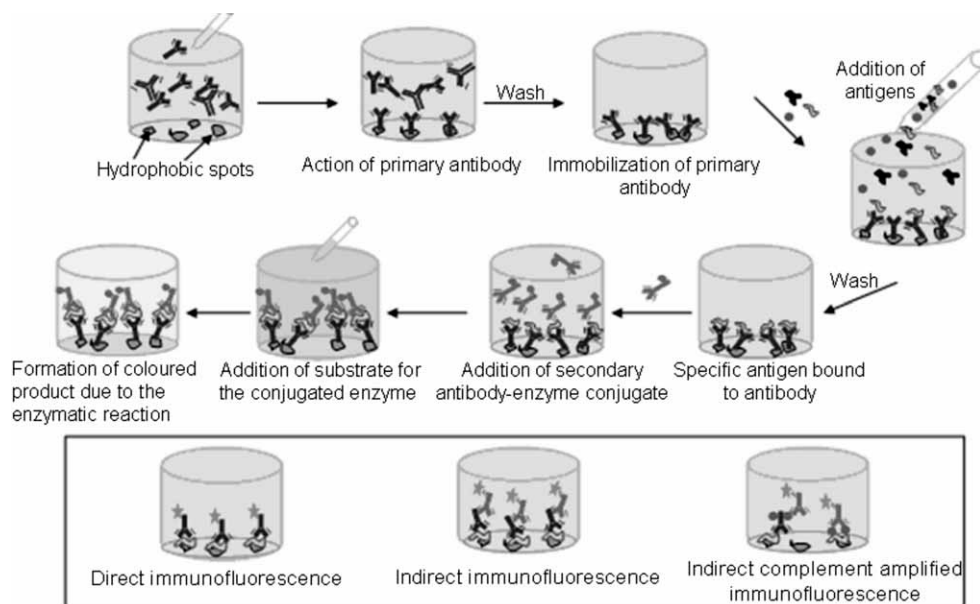 Addition of
antigens
Wash
Hydrophobic spots
Action of primary antibody
Immobilization of primary
antibody
Wash
Formation of coloured
product due to the
enzymatic reaction
Addition of substrate for
the conjugated enzyme
Addition of secondary
antibody-enzyme conjugate
Specific antigen bound
to antibody
Direct immunofluorescence
Indirect immunofluorescence
Indirect complement amplified
immunofluorescence